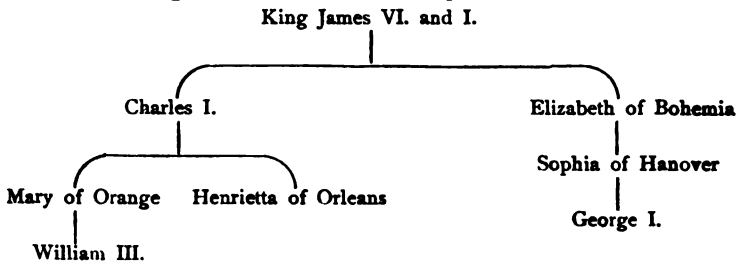 King James VI. and I.
Charles I.
Elizabeth of Bohemia
Sophia of Hanover
Mary of Orange
Henrietta of Orleans
George I.
William III.